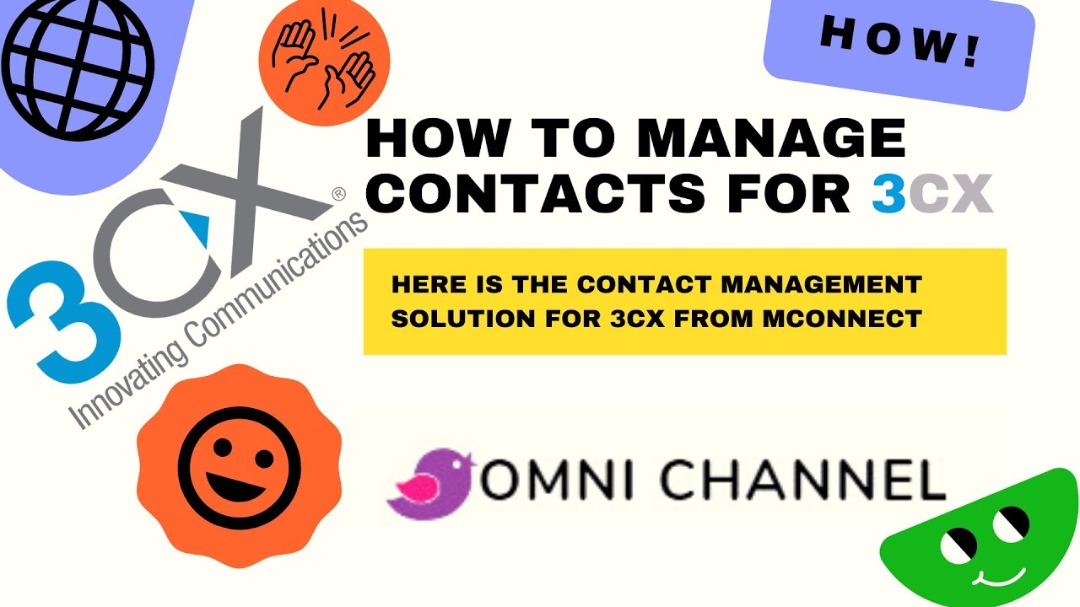 HOW!
HOW TO MANAGE
CONTACTS FOR 3CX
3CX®
Innovating Communications
HERE IS THE CONTACT MANAGEMENT
SOLUTION FOR 3CX FROM MCONNECT
OMNI CHANNEL